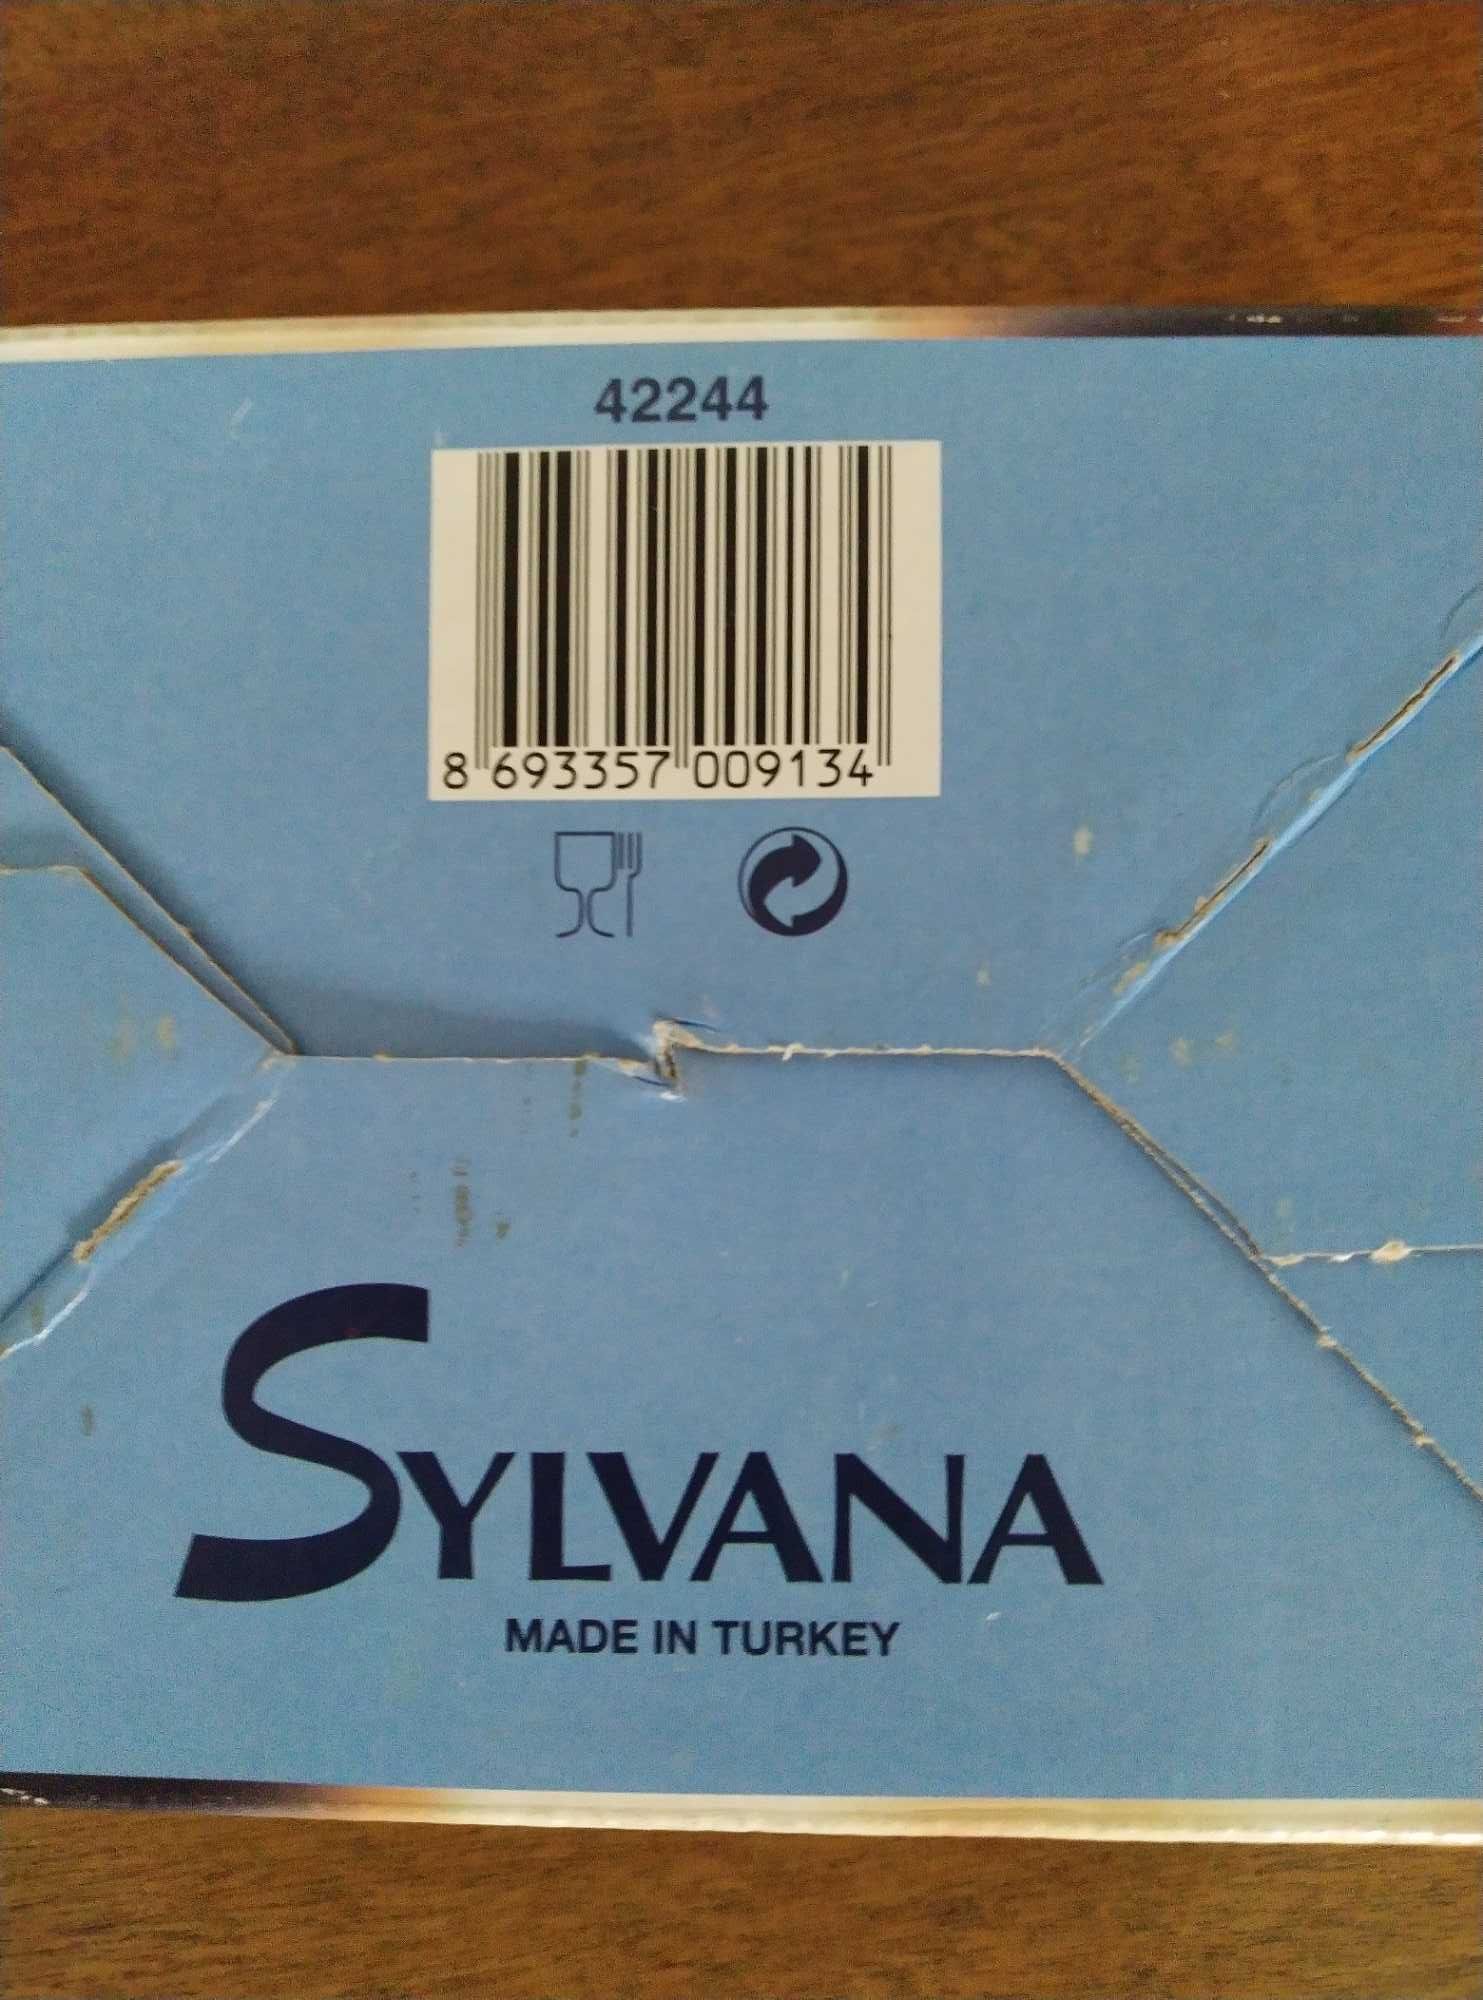 42244
8 693357 009134
SYLVANA
MADE IN TURKEY